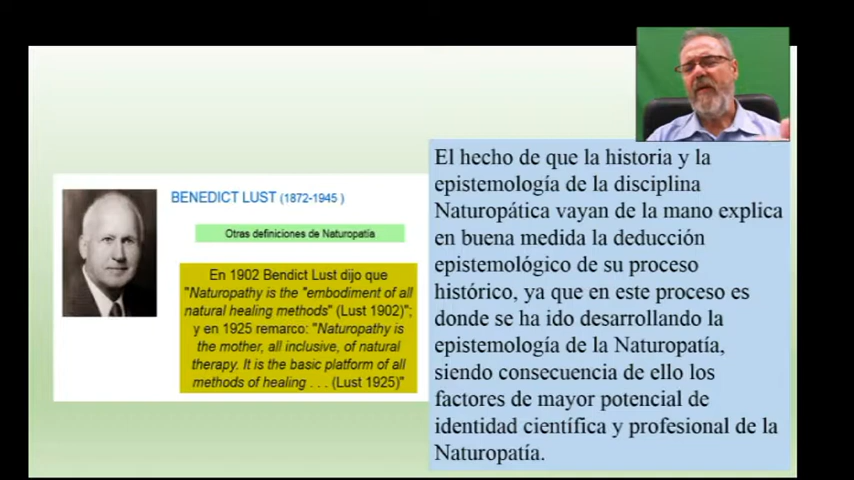 BENEDICT LUST (1872-1945 )
Otras definiciones de Naturopatía
En 1902 Bendict Lust dijo que
"Naturopathy is the "embodiment of all
natural healing methods" (Lust 1902)";
y en 1925 remarco: "Naturopathy is
the mother, all inclusive, of natural
therapy. It is the basic platform of all
methods of healing . . . (Lust 1925)"
El hecho de que la historia y la
epistemología de la disciplina
Naturopática vayan de la mano explica
en buena medida la deducción
epistemológico de su proceso
histórico, ya que en este proceso es
donde se ha ido desarrollando la
epistemología de la Naturopatía,
siendo consecuencia de ello los
factores de mayor potencial de
identidad científica y profesional de la
Naturopatía.